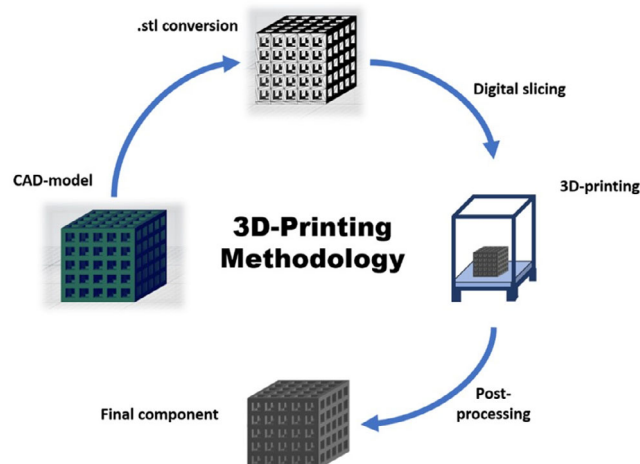 .stl conversion
Digital slicing
CAD-model
3D-printing
3D-Printing
Methodology
Final component
Post-
processing